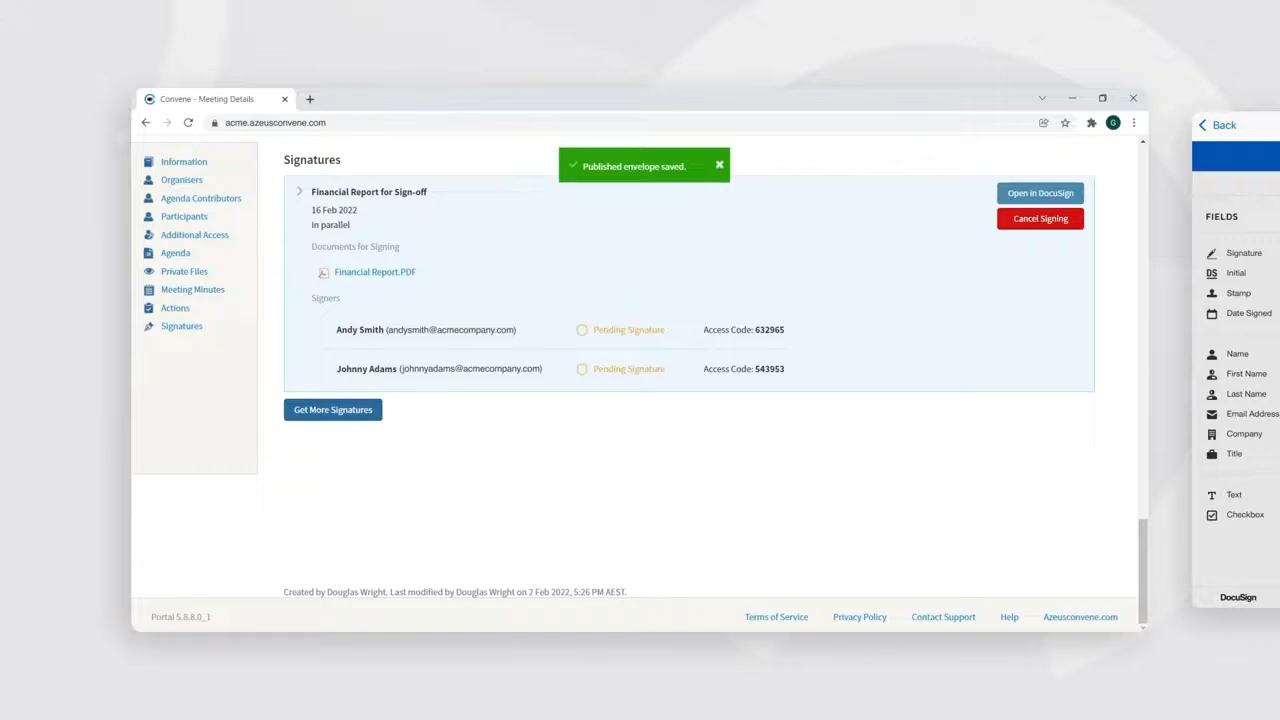 Convene - Meeting Details
acme.azeusconvene.com
G
Information
Organisers
Agenda Contributors
Participants
Additional Access
Agenda
Private Files
Meeting Minutes
Actions
Signatures
Signatures
Published envelope saved.
Financial Report for Sign-off
16 Feb 2022
In parallel
Documents for Signing
Financial Report.PDF
Signers
Andy Smith (andysmith@acmecompany.com) Pending Signature Access Code: 632965
Johnny Adams (johnnyadams@acmecompany.com) Pending Signature Access Code: 543953
Open in DocuSign
Cancel Signing
Get More Signatures
Created by Douglas Wright. Last modified by Douglas Wright on 2 Feb 2022, 5:26 PM AEST.
Portal 5.8.8.0_1
Terms of Service Privacy Policy Contact Support Help Azeusconvene.com
Back
FIELDS
Signature
DS Initial
Stamp
Date Signed
Name
First Name
Last Name
Email Address
Company
Title
T Text
Checkbox
DocuSign